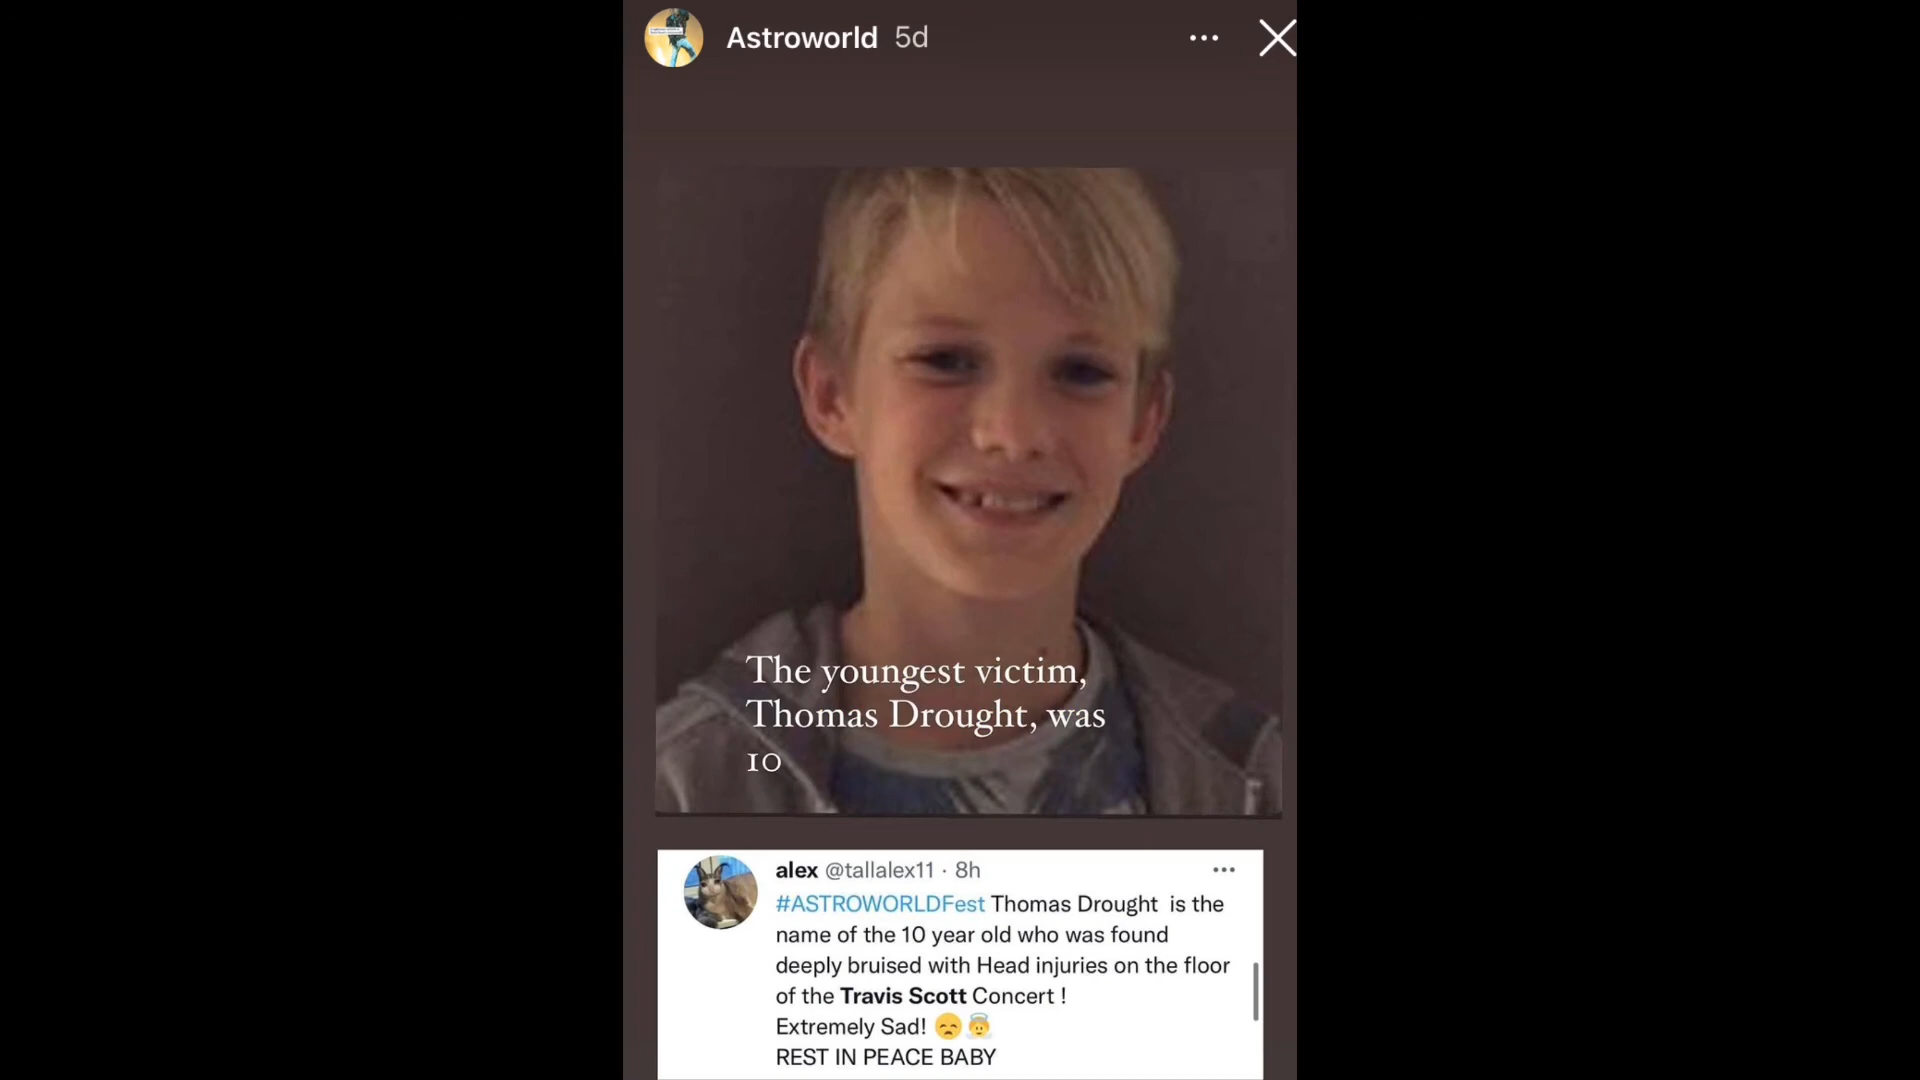 Astroworld 5d
The youngest victim,
Thomas Drought, was
10
alex @tallalex11 · 8h
#ASTROWORLDFest Thomas Drought is the
name of the 10 year old who was found
deeply bruised with Head injuries on the floor
of the Travis Scott Concert !
Extremely Sad! 😞👼
REST IN PEACE BABY